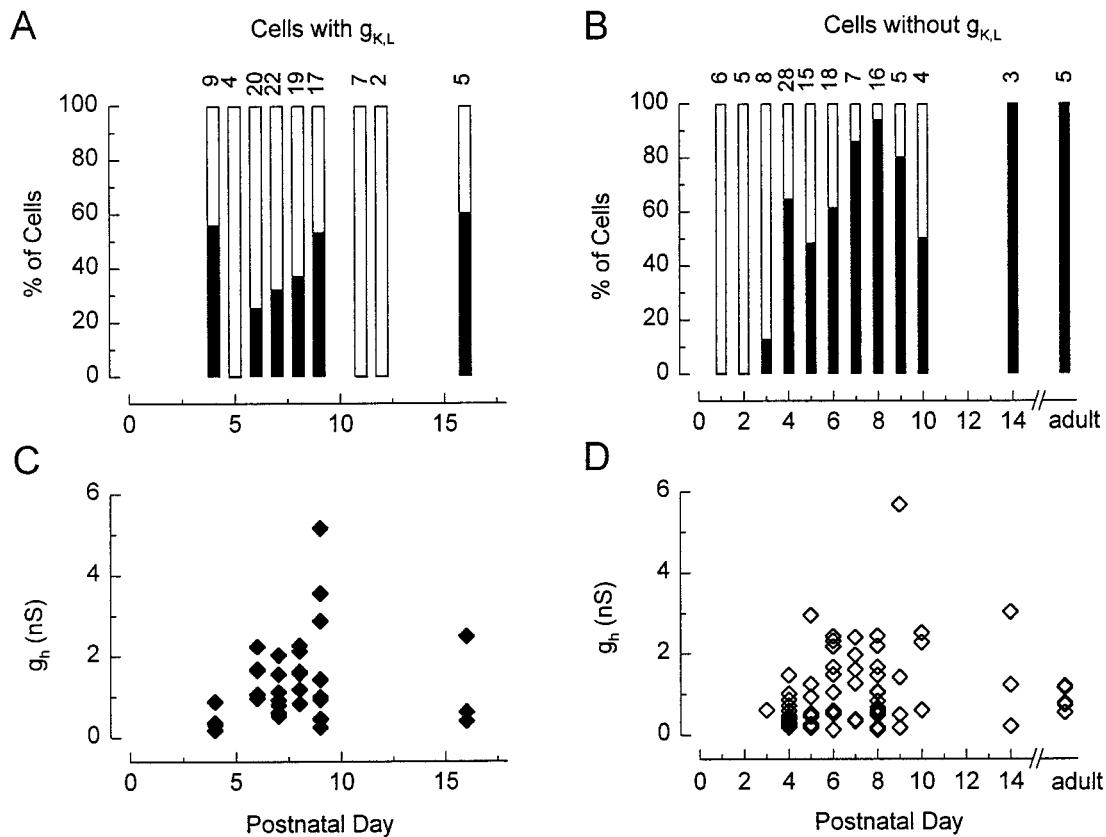 A
Cells with gK,L
9 4 20 22 19 17 7 2 5
100
80
60
40
20
0
% of Cells
0 5 10 15
B
Cells without gK,L
6 5 8 28 15 18 7 16 5 4 3 5
100
80
60
40
20
0
% of Cells
0 2 4 6 8 10 12 14 adult
C
6
4
2
0
gh (nS)
0 5 10 15
Postnatal Day
D
6
4
2
0
gh (nS)
0 2 4 6 8 10 12 14 adult
Postnatal Day